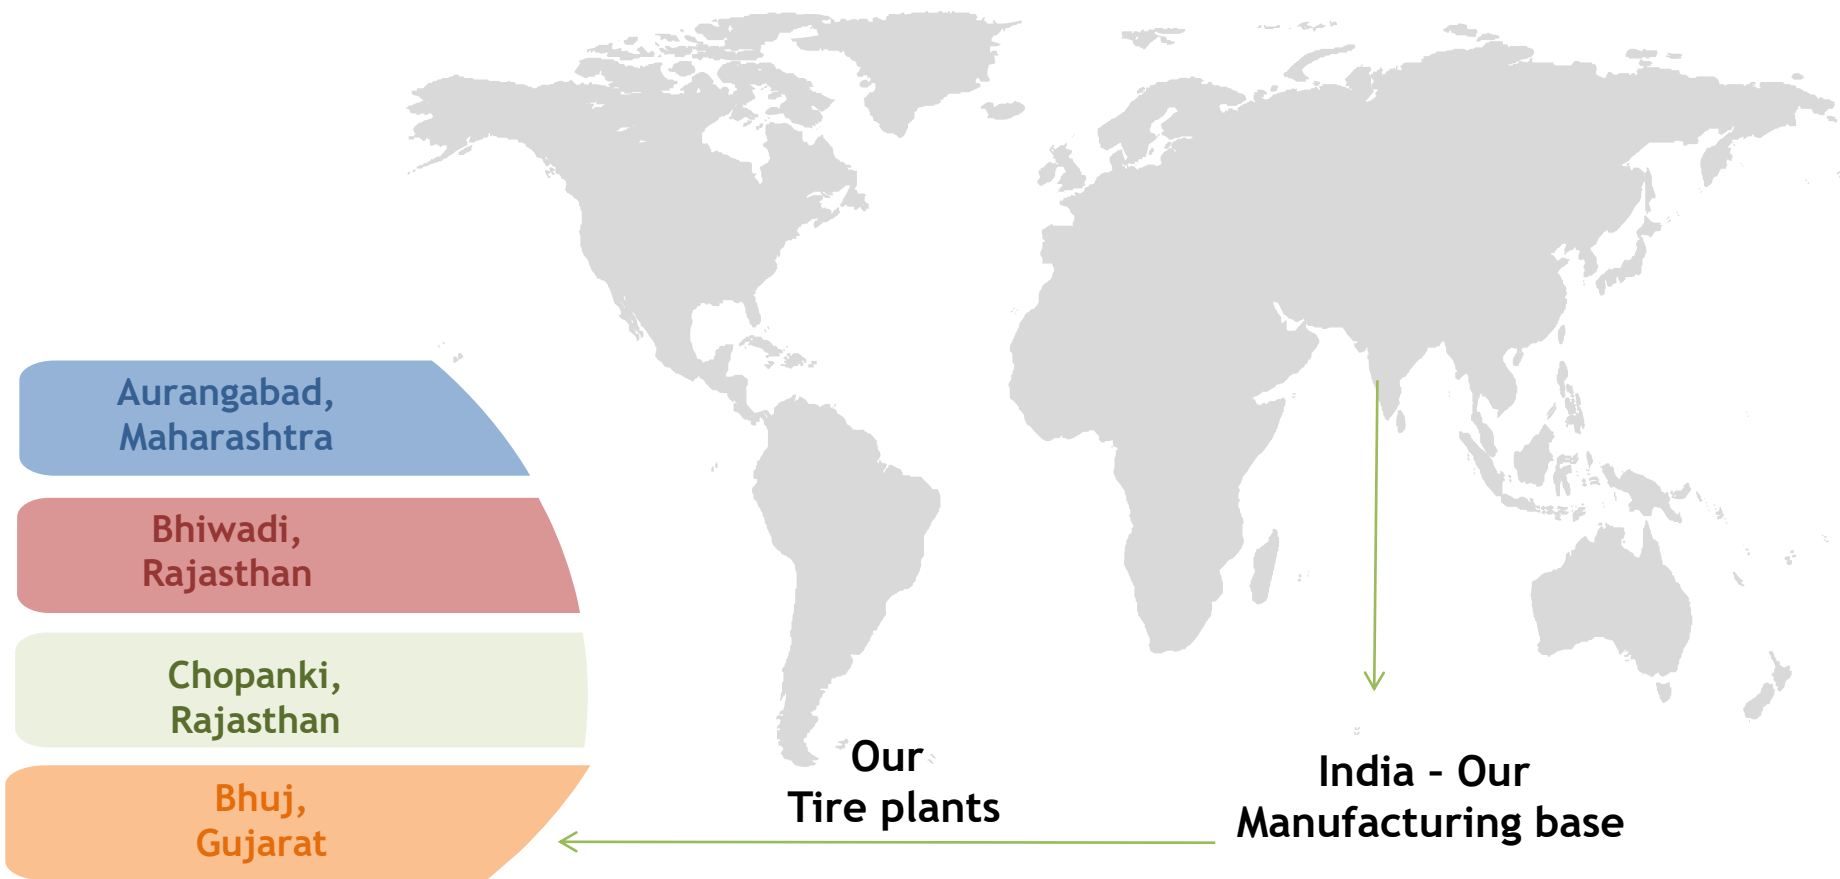 Aurangabad,
Maharashtra
Bhiwadi,
Rajasthan
Chopanki,
Rajasthan
Bhuj,
Gujarat
Our
Tire plants
India - Our
Manufacturing base